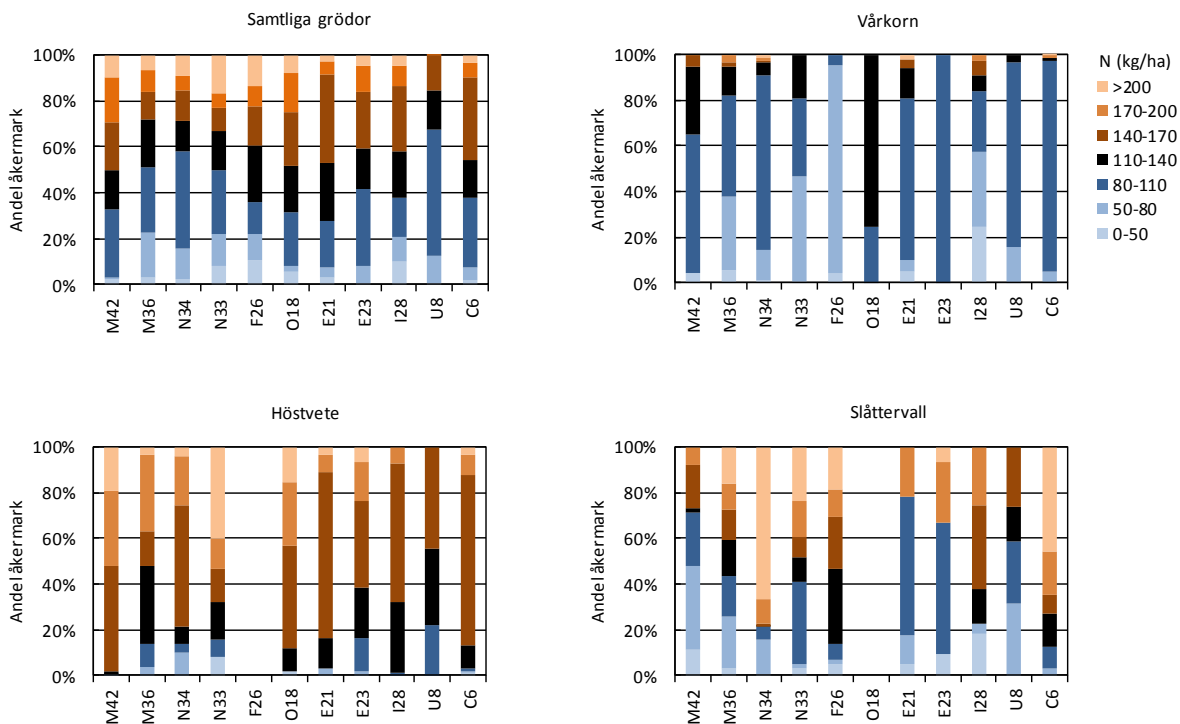 Samtliga grödor
Andel åkermark
100%
80%
60%
40%
20%
0%
M42 M36 N34 N33 F26 O18 E21 E23 I28 U8 C6
Vårkorn
Andel åkermark
100%
80%
60%
40%
20%
0%
M42 M36 N34 N33 F26 O18 E21 E23 I28 U8 C6
N (kg/ha)
>200
170-200
140-170
110-140
80-110
50-80
0-50
Höstvete
Andel åkermark
100%
80%
60%
40%
20%
0%
M42 M36 N34 N33 F26 O18 E21 E23 I28 U8 C6
Slåttervall
Andel åkermark
100%
80%
60%
40%
20%
0%
M42 M36 N34 N33 F26 O18 E21 E23 I28 U8 C6